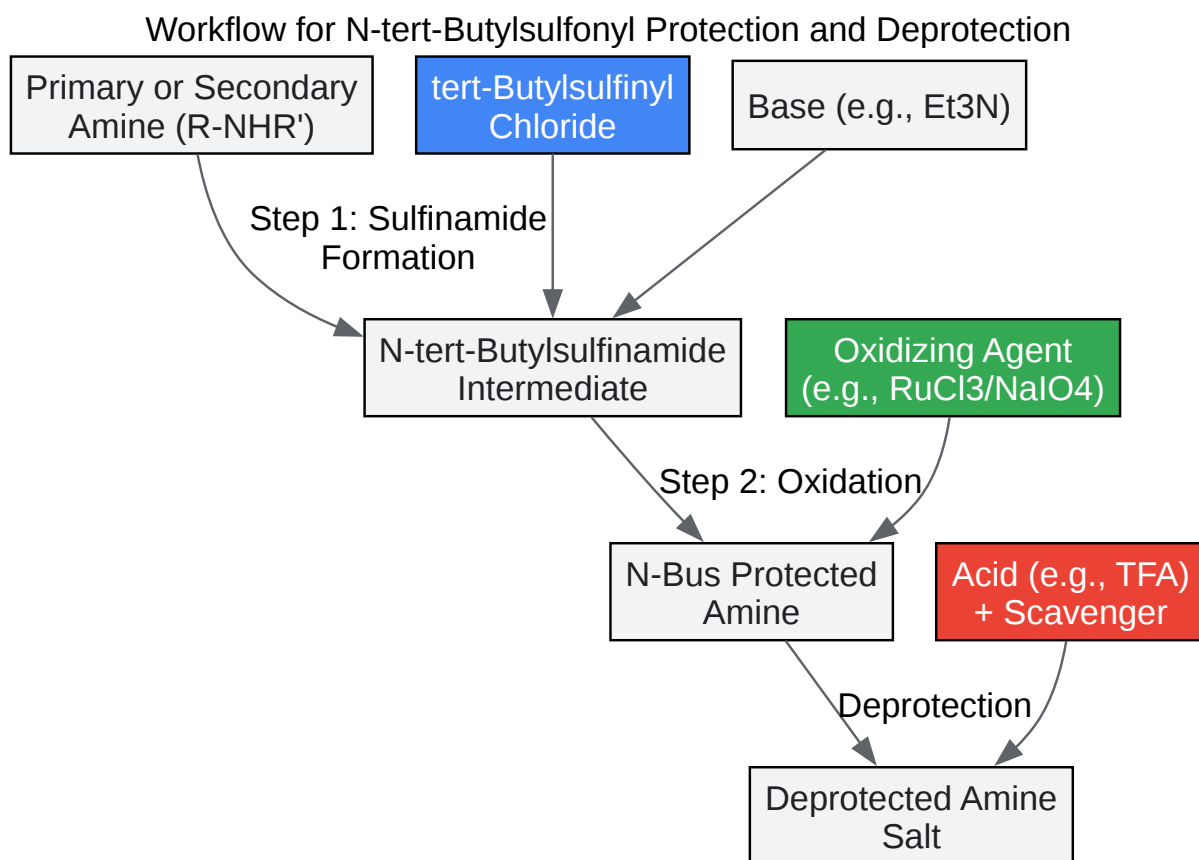 Workflow for N-tert-Butylsulfonyl Protection and Deprotection
Primary or Secondary
Amine (R-NHR')
tert-Butylsulfinyl
Chloride
Base (e.g., Et3N)
Step 1: Sulfinamide
Formation
N-tert-Butylsulfinamide
Intermediate
Oxidizing Agent
(e.g., RuCl3/NaIO4)
Step 2: Oxidation
N-Bus Protected
Amine
Acid (e.g., TFA)
+ Scavenger
Deprotection
Deprotected Amine
Salt